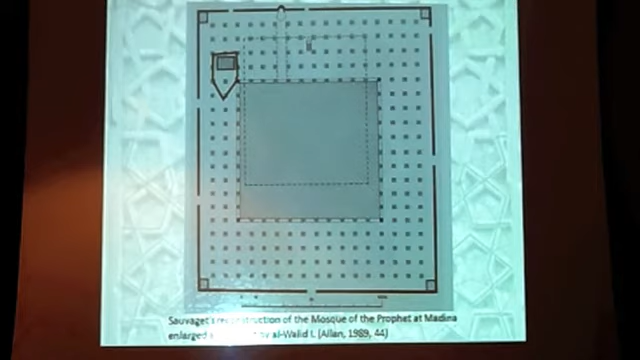 Sauvaget's reconstruction of the Mosque of the Prophet at Madina
enlarged by al-Walid I. (Allan, 1989, 44)